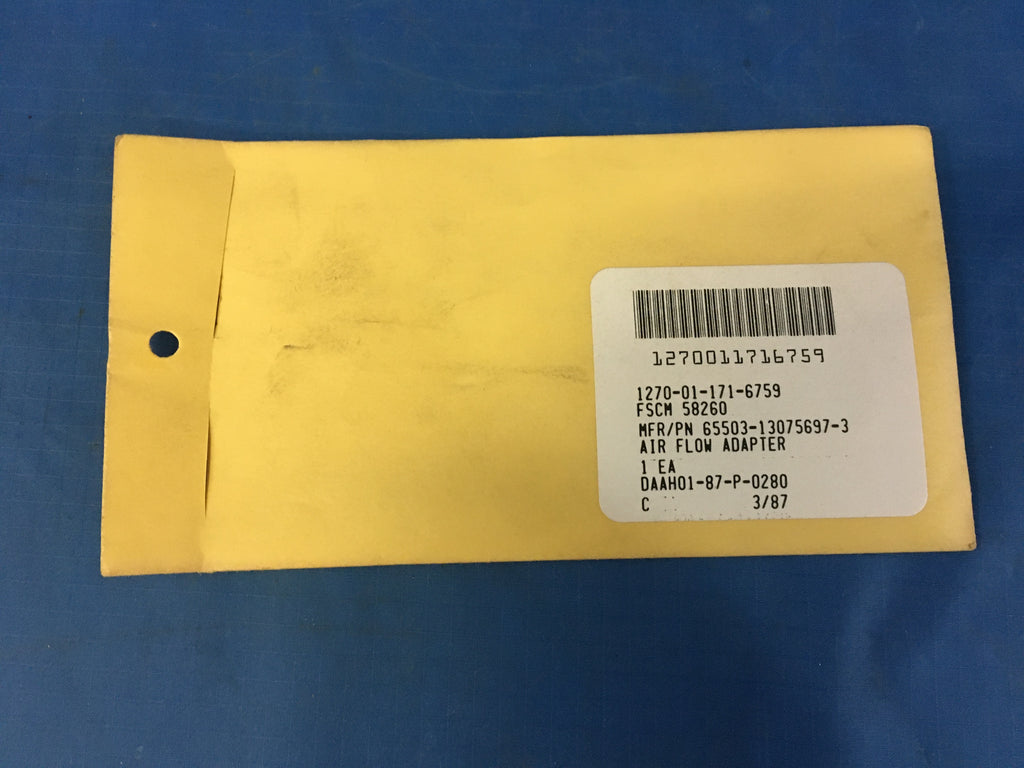 1270011716759
1270-01-171-6759
FSCM 58260
MFR/PN 65503-13075697-3
AIR FLOW ADAPTER
1 EA
DAAH01-87-P-0280
C 3/87